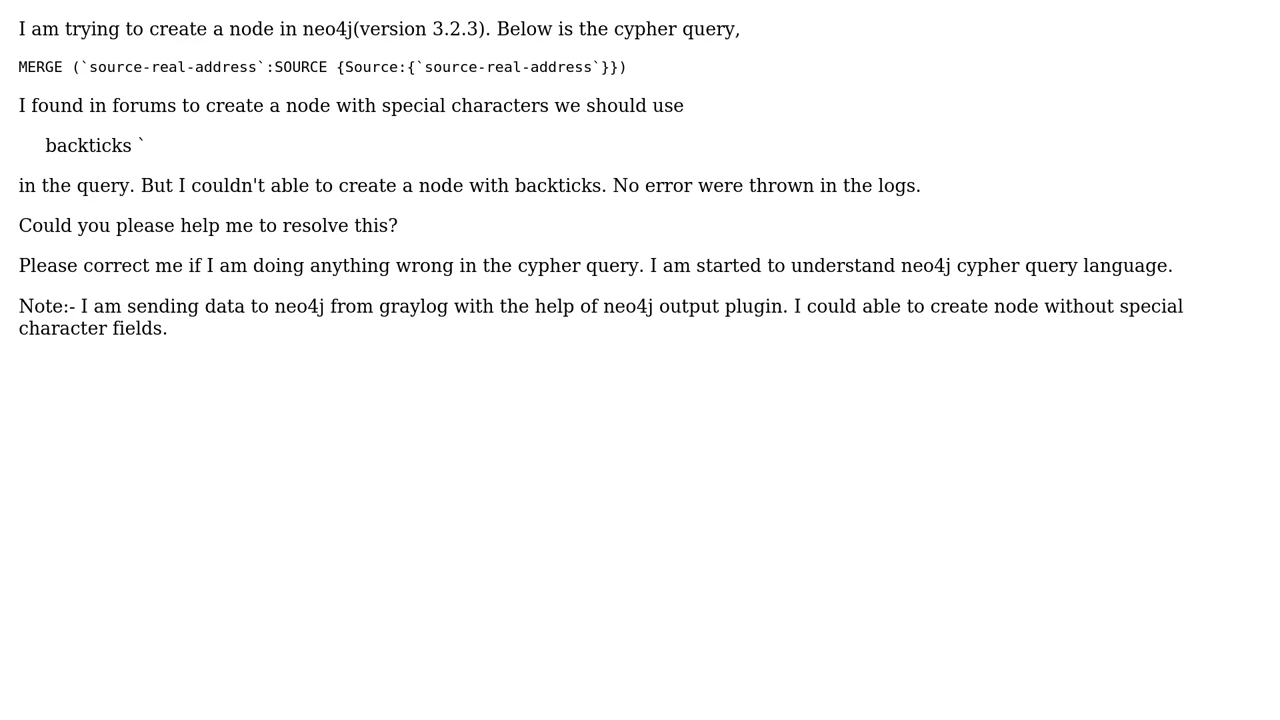 I am trying to create a node in neo4j(version 3.2.3). Below is the cypher query,
MERGE (`source-real-address`:SOURCE {Source:{`source-real-address`}})
I found in forums to create a node with special characters we should use
backticks `
in the query. But I couldn't able to create a node with backticks. No error were thrown in the logs.
Could you please help me to resolve this?
Please correct me if I am doing anything wrong in the cypher query. I am started to understand neo4j cypher query language.
Note:- I am sending data to neo4j from graylog with the help of neo4j output plugin. I could able to create node without special
character fields.